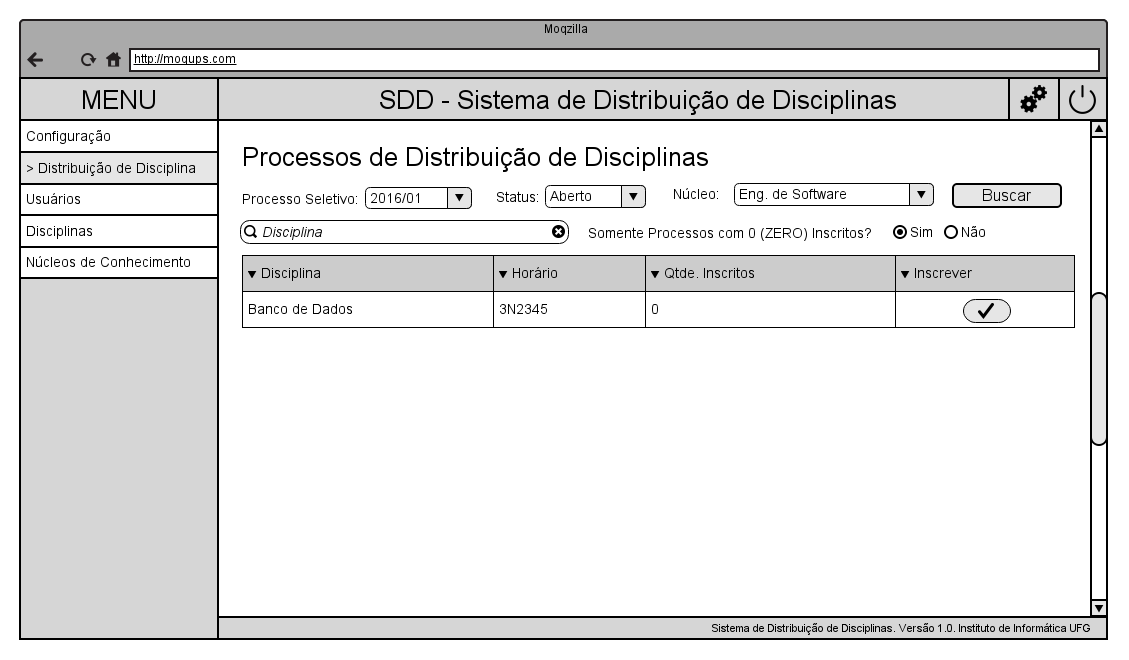 Moqzilla
http://moqups.com
MENU
SDD - Sistema de Distribuição de Disciplinas
Configuração
> Distribuição de Disciplina
Usuários
Disciplinas
Núcleos de Conhecimento
Processos de Distribuição de Disciplinas
Processo Seletivo: 2016/01 Status: Aberto Núcleo: Eng. de Software Buscar
Disciplina Somente Processos com 0 (ZERO) Inscritos? Sim Não
Disciplina Horário Qtde. Inscritos Inscrever
Banco de Dados 3N2345 0
Sistema de Distribuição de Disciplinas. Versão 1.0. Instituto de Informática UFG